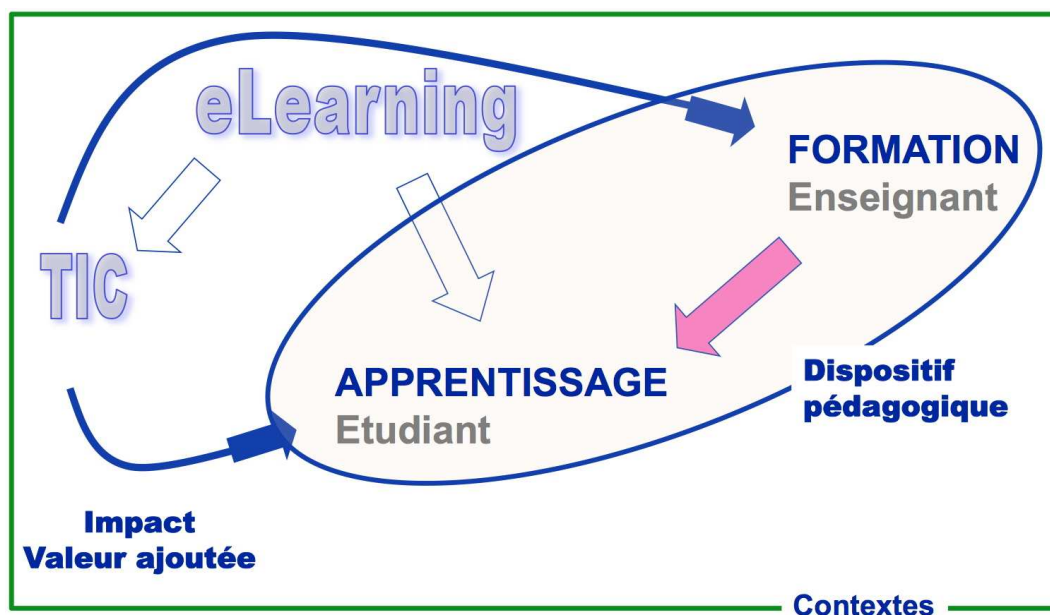 eLearning
FORMATION
Enseignant
TIC
APPRENTISSAGE
Etudiant
Dispositif
pédagogique
Impact
Valeur ajoutée
Contextes